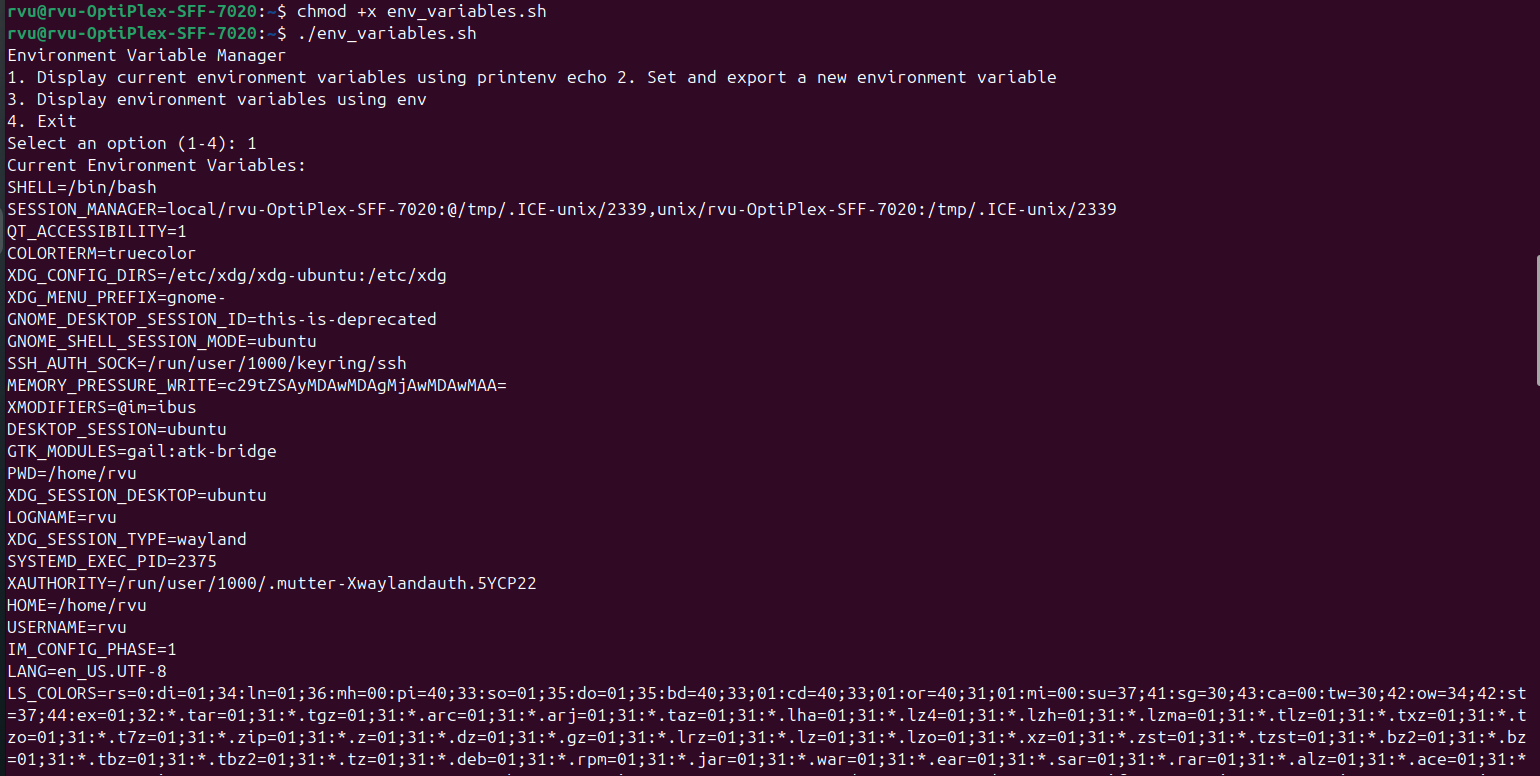 rvu@rvu-OptiPlex-SFF-7020:~$ chmod +x env_variables.sh
rvu@rvu-OptiPlex-SFF-7020:~$ ./env_variables.sh
Environment Variable Manager
1. Display current environment variables using printenv echo 2. Set and export a new environment variable
3. Display environment variables using env
4. Exit
Select an option (1-4): 1
Current Environment Variables:
SHELL=/bin/bash
SESSION_MANAGER=local/rvu-OptiPlex-SFF-7020:@/tmp/.ICE-unix/2339,unix/rvu-OptiPlex-SFF-7020:/tmp/.ICE-unix/2339
QT_ACCESSIBILITY=1
COLORTERM=truecolor
XDG_CONFIG_DIRS=/etc/xdg/xdg-ubuntu:/etc/xdg
XDG_MENU_PREFIX=gnome-
GNOME_DESKTOP_SESSION_ID=this-is-deprecated
GNOME_SHELL_SESSION_MODE=ubuntu
SSH_AUTH_SOCK=/run/user/1000/keyring/ssh
MEMORY_PRESSURE_WRITE=c29tZSAyMDAwMDAgMjAwMDAwMAA=
XMODIFIERS=@im=ibus
DESKTOP_SESSION=ubuntu
GTK_MODULES=gail:atk-bridge
PWD=/home/rvu
XDG_SESSION_DESKTOP=ubuntu
LOGNAME=rvu
XDG_SESSION_TYPE=wayland
SYSTEMD_EXEC_PID=2375
XAUTHORITY=/run/user/1000/.mutter-Xwaylandauth.5YCP22
HOME=/home/rvu
USERNAME=rvu
IM_CONFIG_PHASE=1
LANG=en_US.UTF-8
LS_COLORS=rs=0:di=01;34:ln=01;36:mh=00:pi=40;33:so=01;35:do=01;35:bd=40;33;01:cd=40;33;01:or=40;31;01:mi=00:su=37;41:sg=30;43:ca=00:tw=30;42:ow=34;42:st
=37;44:ex=01;32:*.tar=01;31:*.tgz=01;31:*.arc=01;31:*.arj=01;31:*.taz=01;31:*.lha=01;31:*.lz4=01;31:*.lzh=01;31:*.lzma=01;31:*.tlz=01;31:*.txz=01;31:*.t
zo=01;31:*.t7z=01;31:*.zip=01;31:*.z=01;31:*.dz=01;31:*.gz=01;31:*.lrz=01;31:*.lz=01;31:*.lzo=01;31:*.xz=01;31:*.zst=01;31:*.tzst=01;31:*.bz2=01;31:*.bz
=01;31:*.tbz=01;31:*.tbz2=01;31:*.tz=01;31:*.deb=01;31:*.rpm=01;31:*.jar=01;31:*.war=01;31:*.ear=01;31:*.sar=01;31:*.rar=01;31:*.alz=01;31:*.ace=01;31:*